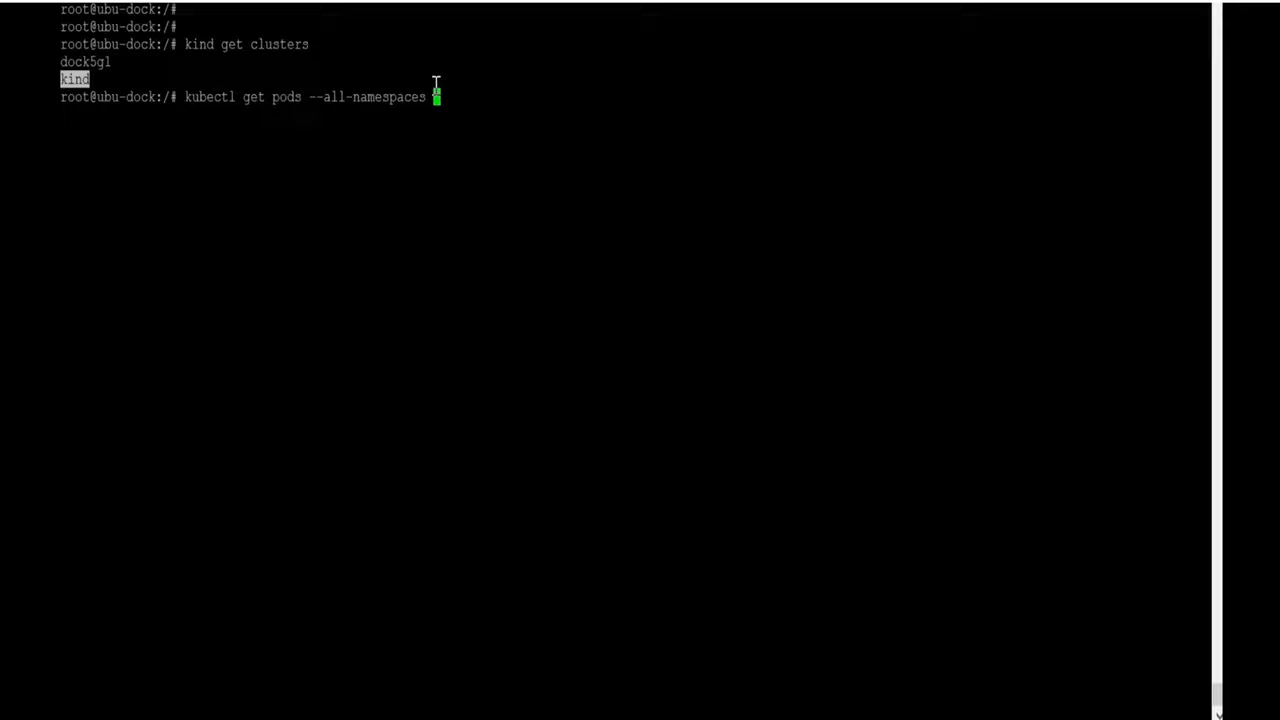 root@ubu-dock:/#
root@ubu-dock:/#
root@ubu-dock:/# kind get clusters
dock5gl
kind
root@ubu-dock:/# kubectl get pods --all-namespaces